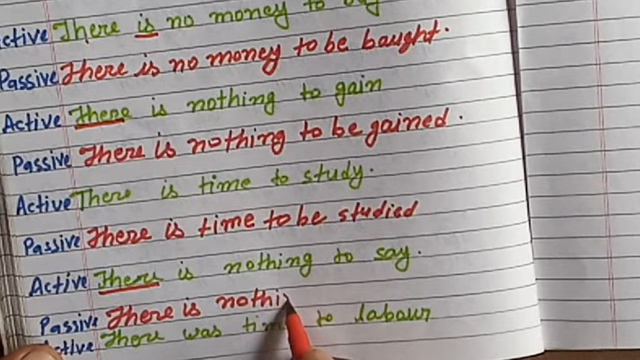 ctive There is no money to
Passive There is no money to be baught.
Active There is nothing to gain
Passive There is nothing to be gained.
Active There is time to study.
Passive There is time to be studied
Active There is nothing to say.
Passive There is nothi
Active There was time to labour